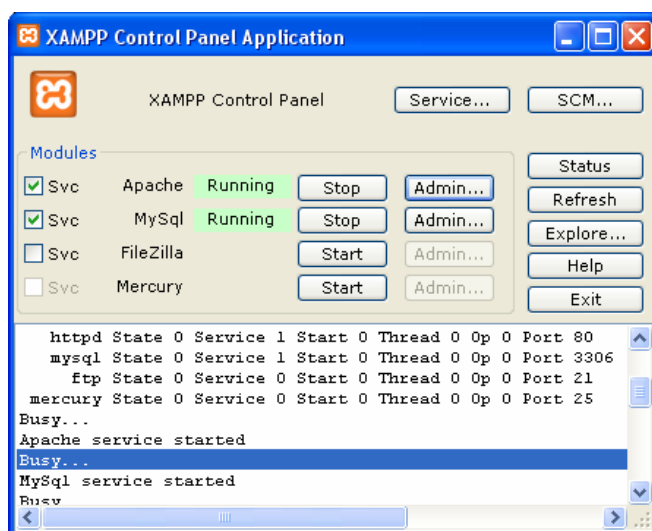 XAMPP Control Panel Application
XAMPP Control Panel Service... SCM...
Modules
Svc Apache Running Stop Admin...
Svc MySql Running Stop Admin...
Svc FileZilla Start Admin...
Svc Mercury Start Admin...
Status
Refresh
Explore...
Help
Exit
httpd State 0 Service 1 Start 0 Thread 0 Op 0 Port 80
mysql State 0 Service 1 Start 0 Thread 0 Op 0 Port 3306
ftp State 0 Service 0 Start 0 Thread 0 Op 0 Port 21
mercury State 0 Service 0 Start 0 Thread 0 Op 0 Port 25
Busy...
Apache service started
Busy...
MySql service started
Busy